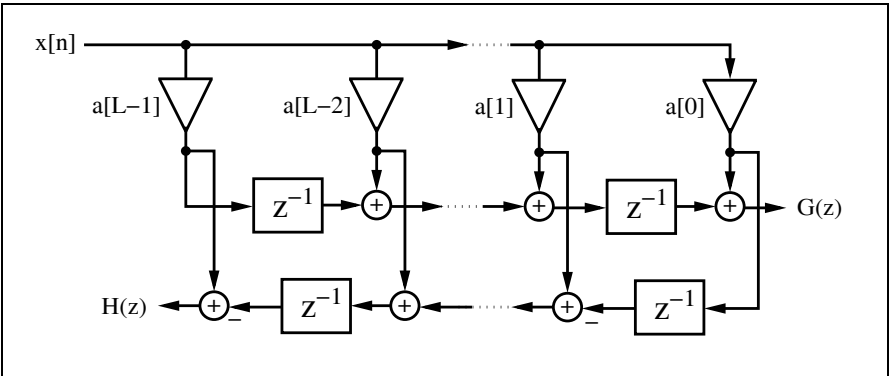 x[n]
a[L−1] a[L−2] a[1] a[0]
z⁻¹ + + z⁻¹ + G(z)
H(z) + − z⁻¹ + + − z⁻¹